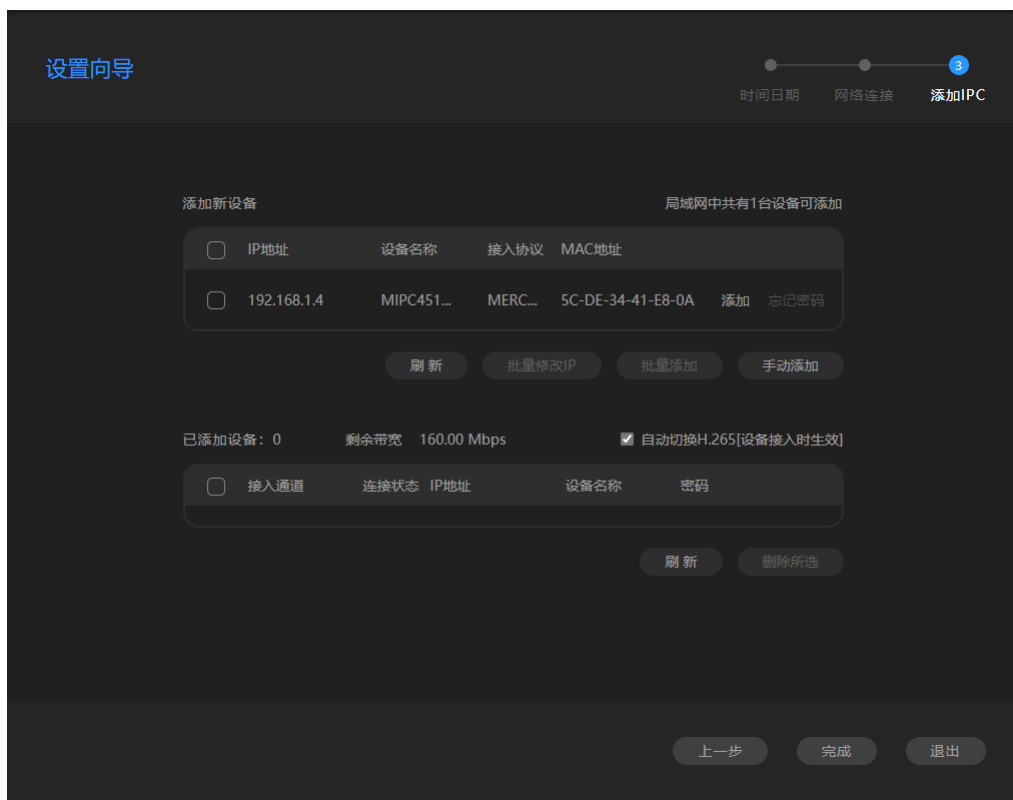 设置向导
3
时间日期 网络连接 添加IPC
添加新设备 局域网中共有1台设备可添加
IP地址 设备名称 接入协议 MAC地址
192.168.1.4 MIPC451... MERC... 5C-DE-34-41-E8-0A 添加 忘记密码
刷 新 批量修改IP 批量添加 手动添加
已添加设备：0 剩余带宽 160.00 Mbps 自动切换H.265[设备接入时生效]
接入通道 连接状态 IP地址 设备名称 密码
刷 新 删除所选
上一步 完成 退出